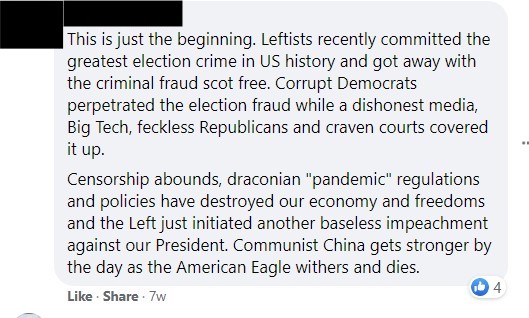 This is just the beginning. Leftists recently committed the
greatest election crime in US history and got away with
the criminal fraud scot free. Corrupt Democrats
perpetrated the election fraud while a dishonest media,
Big Tech, feckless Republicans and craven courts covered
it up.
Censorship abounds, draconian "pandemic" regulations
and policies have destroyed our economy and freedoms
and the Left just initiated another baseless impeachment
against our President. Communist China gets stronger by
the day as the American Eagle withers and dies.
Like · Share · 7w
4